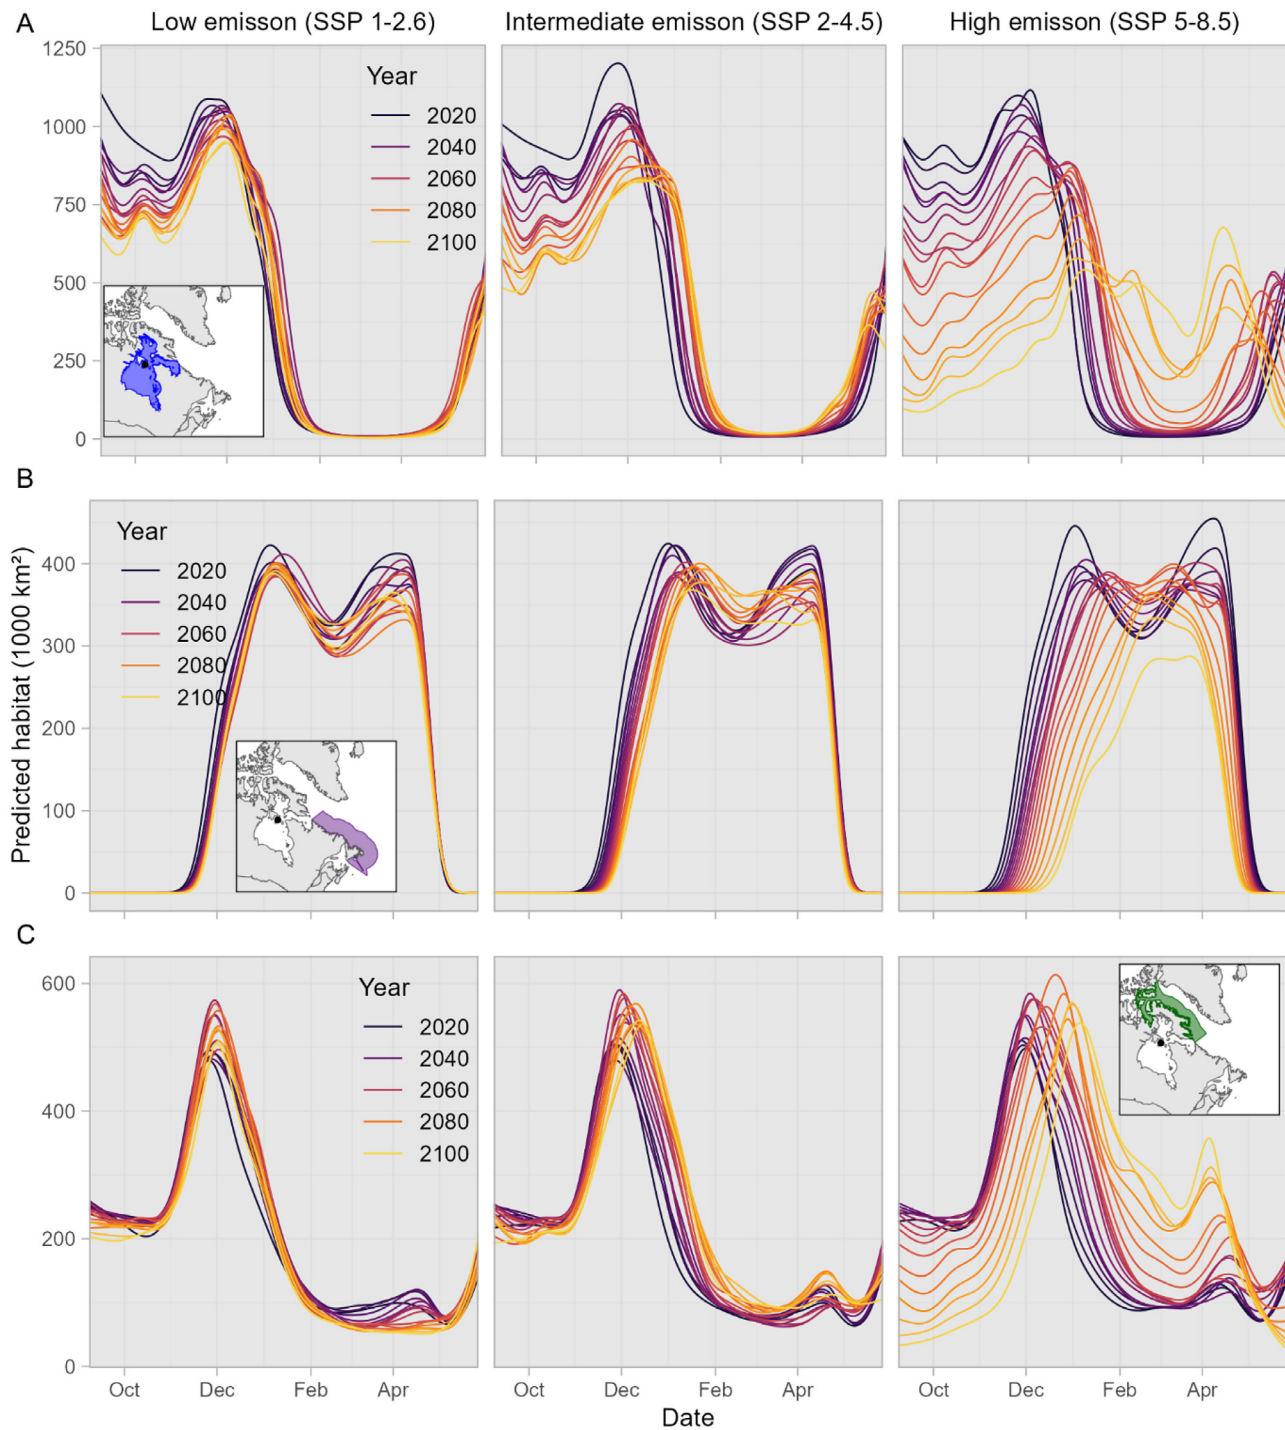 A
Low emisson (SSP 1-2.6)
Intermediate emisson (SSP 2-4.5)
High emisson (SSP 5-8.5)
1250
1000
750
500
250
0
Year
2020
2040
2060
2080
2100
B
Predicted habitat (1000 km²)
400
300
200
100
0
Year
2020
2040
2060
2080
2100
C
600
400
200
0
Year
2020
2040
2060
2080
2100
Oct Dec Feb Apr
Oct Dec Feb Apr
Oct Dec Feb Apr
Date